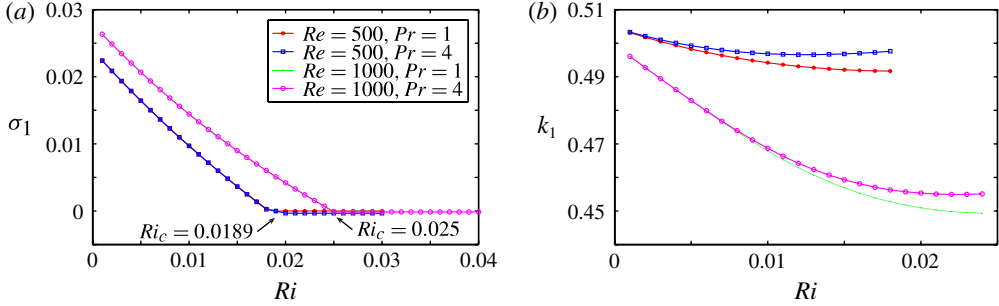 (a)
0.03
0.02
0.01
0
σ1
Re = 500, Pr = 1
Re = 500, Pr = 4
Re = 1000, Pr = 1
Re = 1000, Pr = 4
Ric = 0.0189
Ric = 0.025
0 0.01 0.02 0.03 0.04
Ri
(b)
0.51
0.49
0.47
0.45
k1
0.01 0.02
Ri